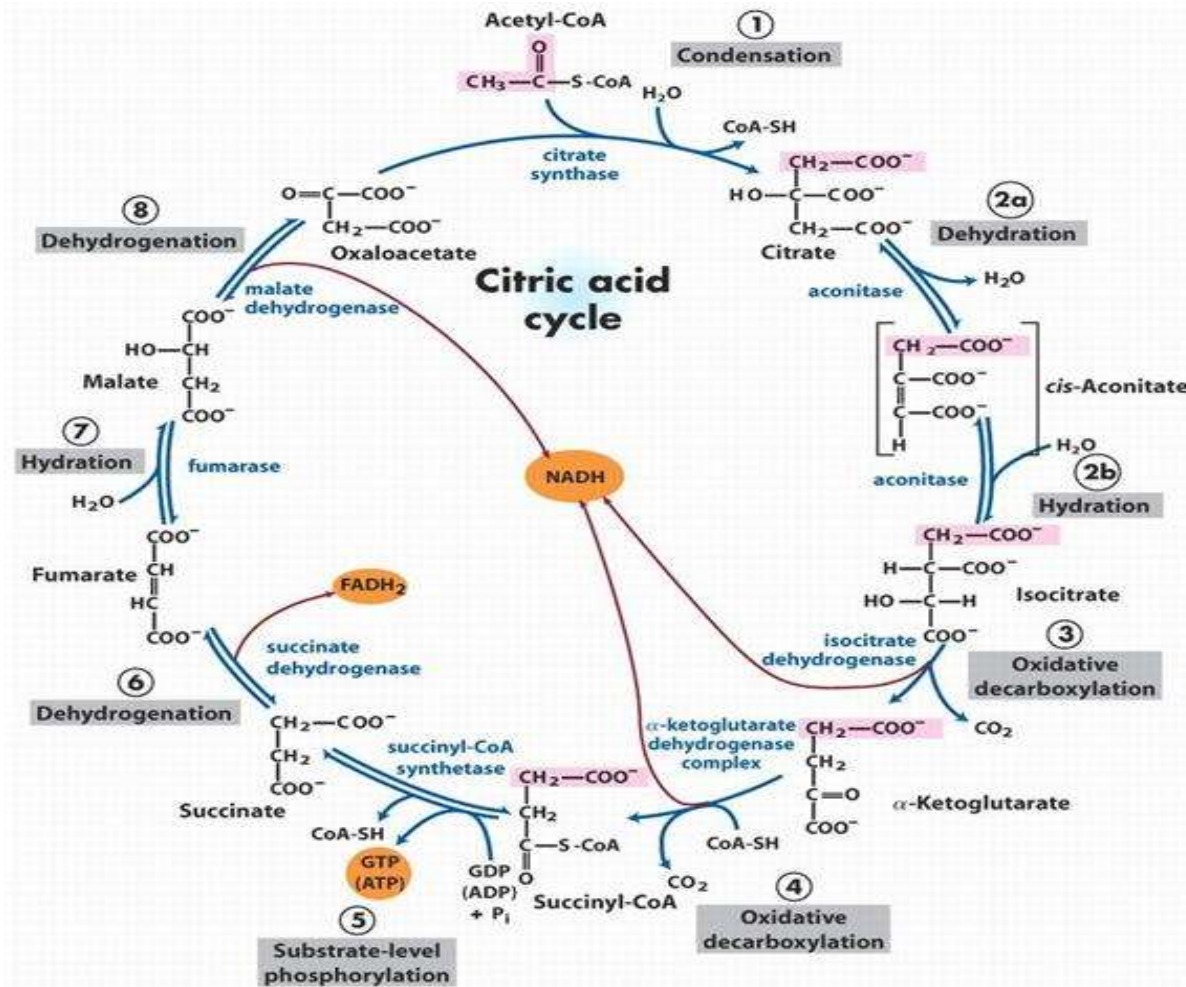 Acetyl-CoA
O
CH₃—C—S-CoA
1
Condensation
H₂O
CoA-SH
citrate
synthase
CH₂—COO⁻
HO—C—COO⁻
CH₂—COO⁻
Citrate
2a
Dehydration
H₂O
aconitase
CH₂—COO⁻
C—COO⁻
C—COO⁻
H
cis-Aconitate
H₂O
aconitase
2b
Hydration
CH₂—COO⁻
H—C—COO⁻
HO—C—H
COO⁻
Isocitrate
isocitrate
dehydrogenase
3
Oxidative
decarboxylation
CO₂
CH₂—COO⁻
CH₂
C=O
COO⁻
α-Ketoglutarate
α-ketoglutarate
dehydrogenase
complex
CoA-SH
CO₂
4
Oxidative
decarboxylation
CH₂—COO⁻
CH₂
C—S-CoA
O
Succinyl-CoA
succinyl-CoA
synthetase
GDP
(ADP)
+ Pᵢ
CoA-SH
GTP
(ATP)
5
Substrate-level
phosphorylation
CH₂—COO⁻
CH₂
COO⁻
Succinate
6
Dehydrogenation
succinate
dehydrogenase
FADH₂
COO⁻
CH
HC
COO⁻
Fumarate
7
Hydration
H₂O
fumarase
COO⁻
HO—CH
CH₂
COO⁻
Malate
8
Dehydrogenation
malate
dehydrogenase
O=C—COO⁻
CH₂—COO⁻
Oxaloacetate
Citric acid
cycle
NADH